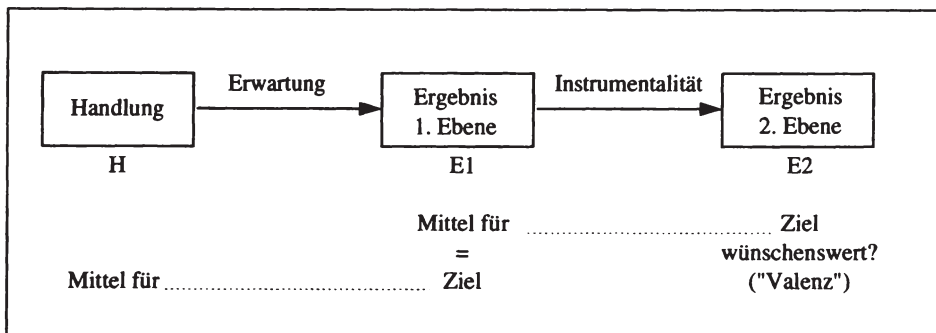 Erwartung Instrumentalität
Handlung Ergebnis Ergebnis
1. Ebene 2. Ebene
H E1 E2
Mittel für ........................ Ziel
= wünschenswert?
Mittel für ........................ Ziel ("Valenz")